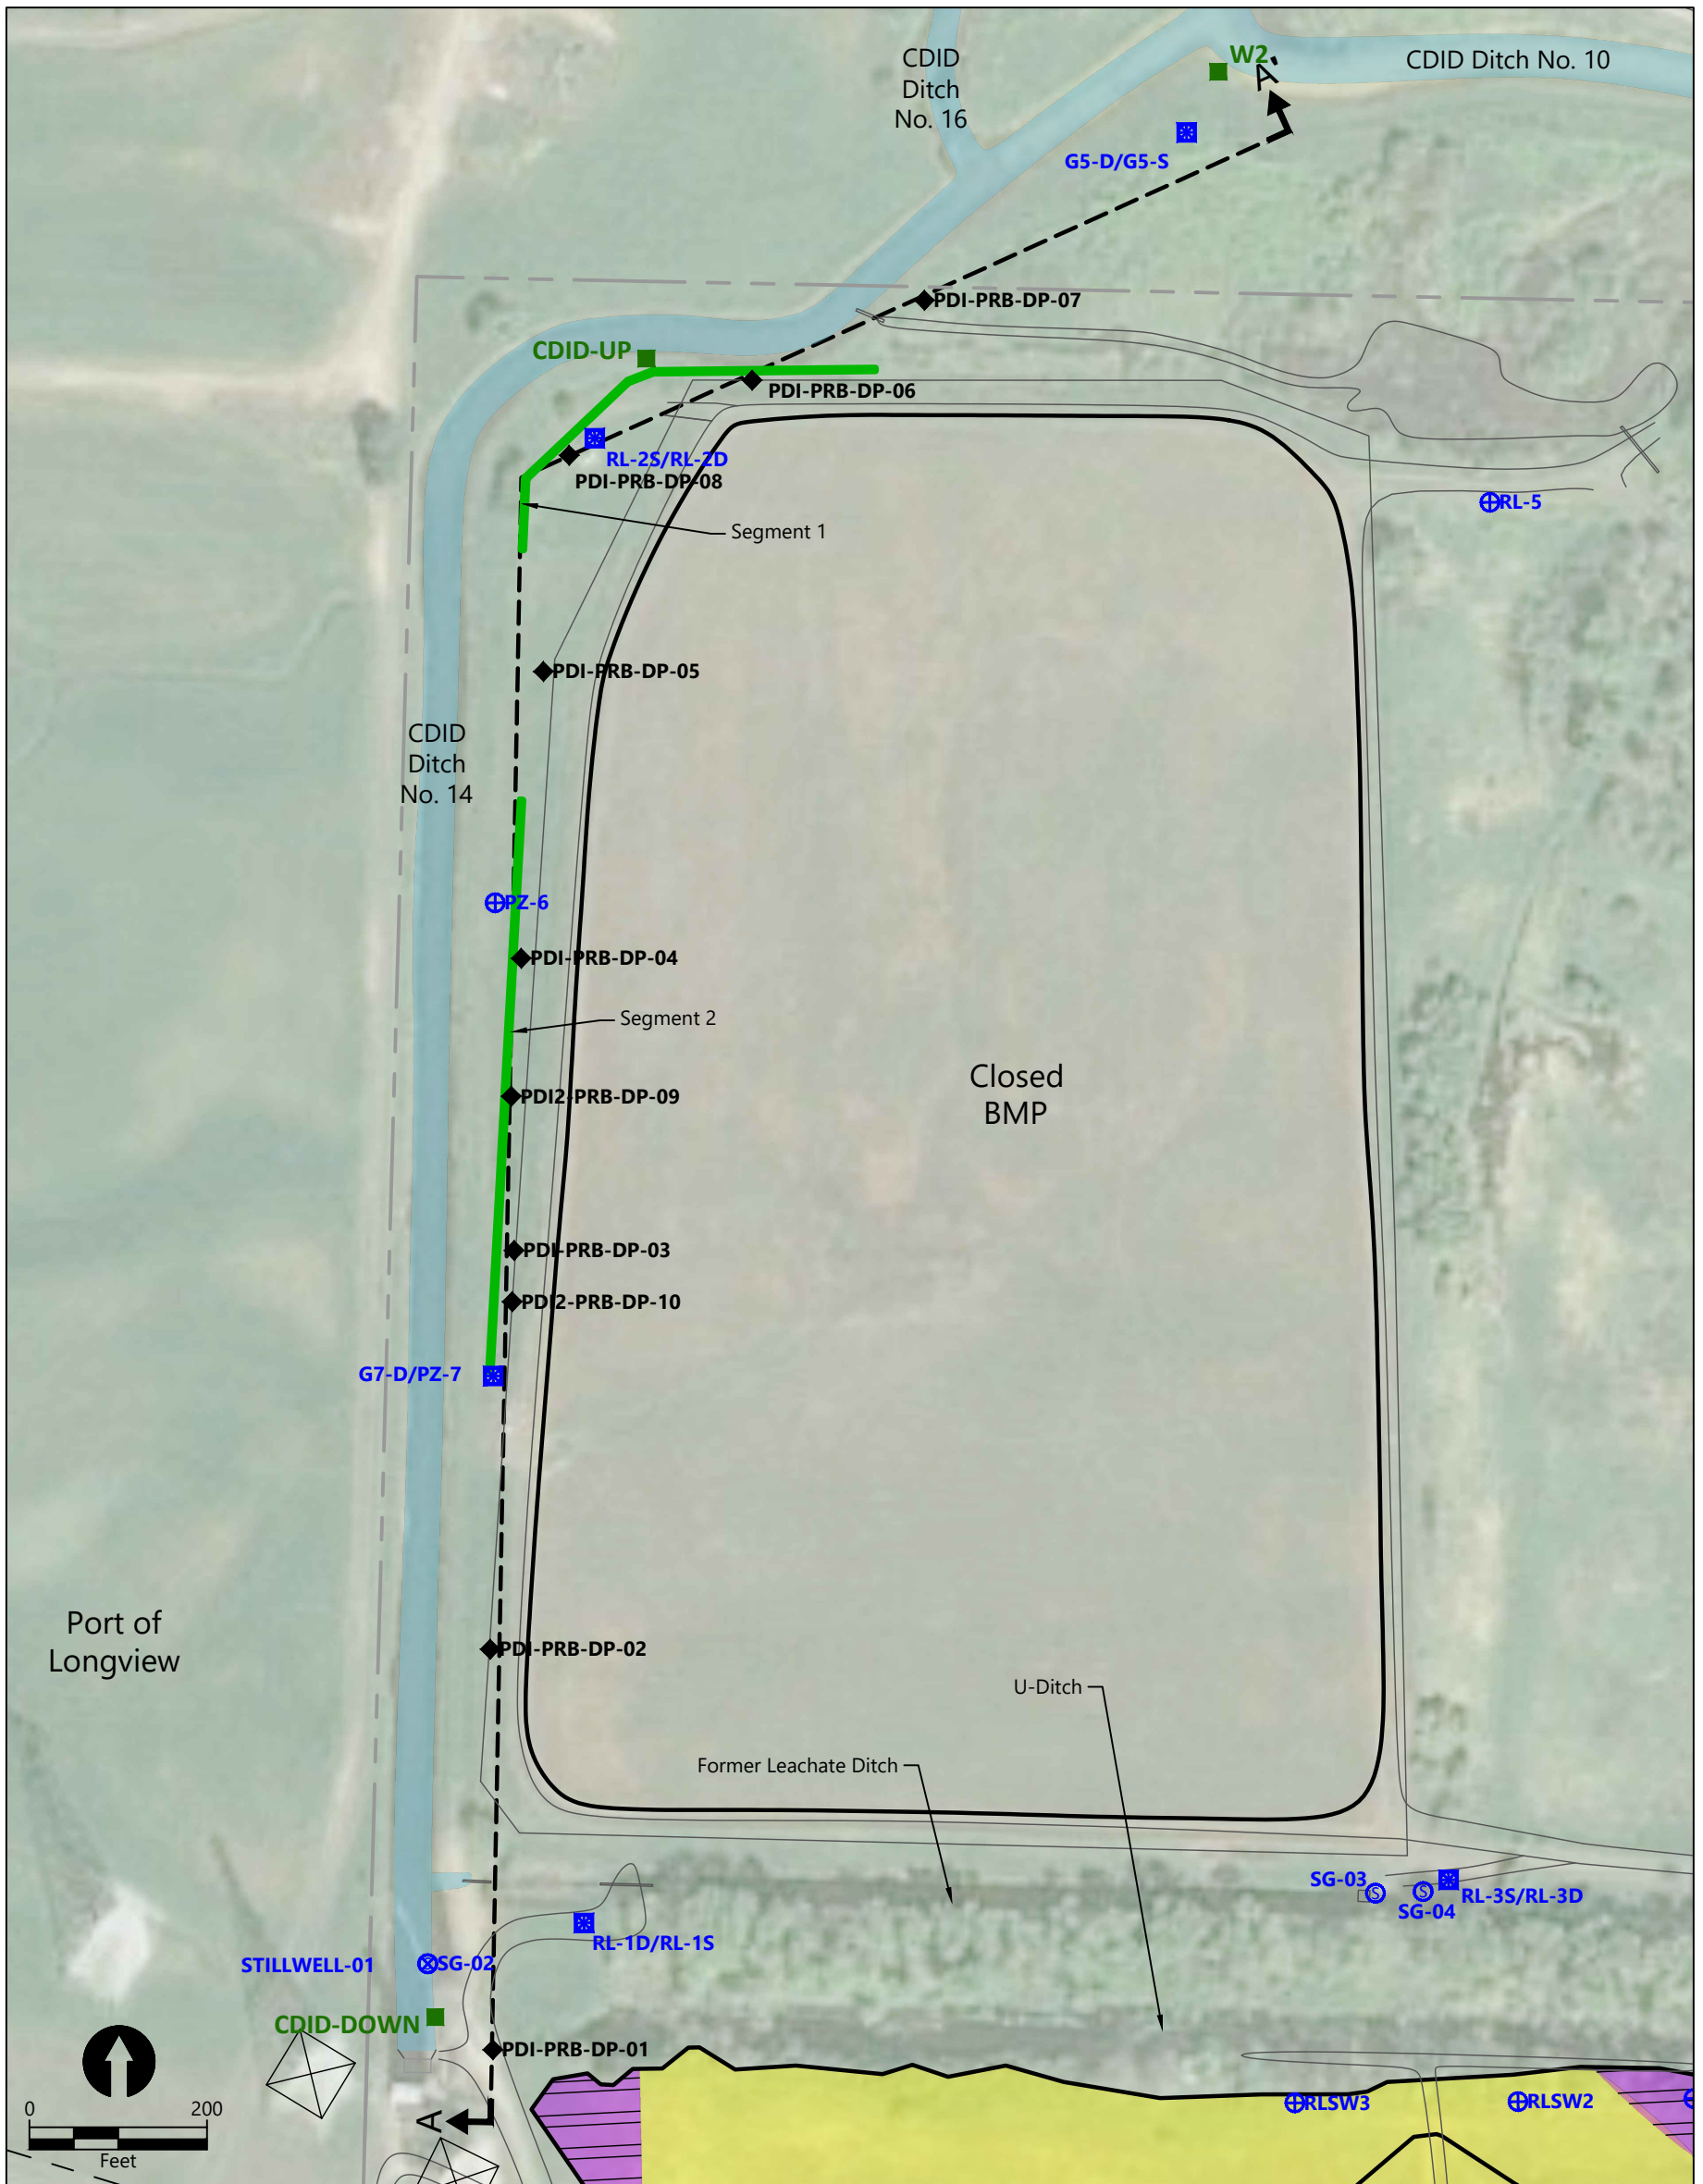 CDID
Ditch
No. 16
W2
A'
CDID Ditch No. 10
G5-D/G5-S
PDI-PRB-DP-07
CDID-UP
PDI-PRB-DP-06
RL-2S/RL-2D
PDI-PRB-DP-08
RL-5
Segment 1
PDI-PRB-DP-05
CDID
Ditch
No. 14
PZ-6
PDI-PRB-DP-04
Segment 2
Closed
BMP
PDI2-PRB-DP-09
PDI-PRB-DP-03
PDI2-PRB-DP-10
G7-D/PZ-7
Port of
Longview
PDI-PRB-DP-02
U-Ditch
Former Leachate Ditch
SG-03
S
S
RL-3S/RL-3D
SG-04
RL-1D/RL-1S
STILLWELL-01
SG-02
CDID-DOWN
PDI-PRB-DP-01
A
RLSW3
RLSW2
0
200
Feet